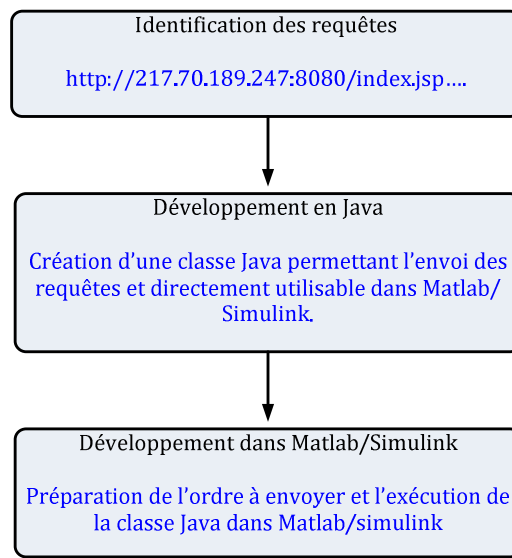 Identification des requêtes
http://217.70.189.247:8080/index.jsp....
Développement en Java
Création d’une classe Java permettant l’envoi des
requêtes et directement utilisable dans Matlab/
Simulink.
Développement dans Matlab/Simulink
Préparation de l’ordre à envoyer et l’exécution de
la classe Java dans Matlab/simulink